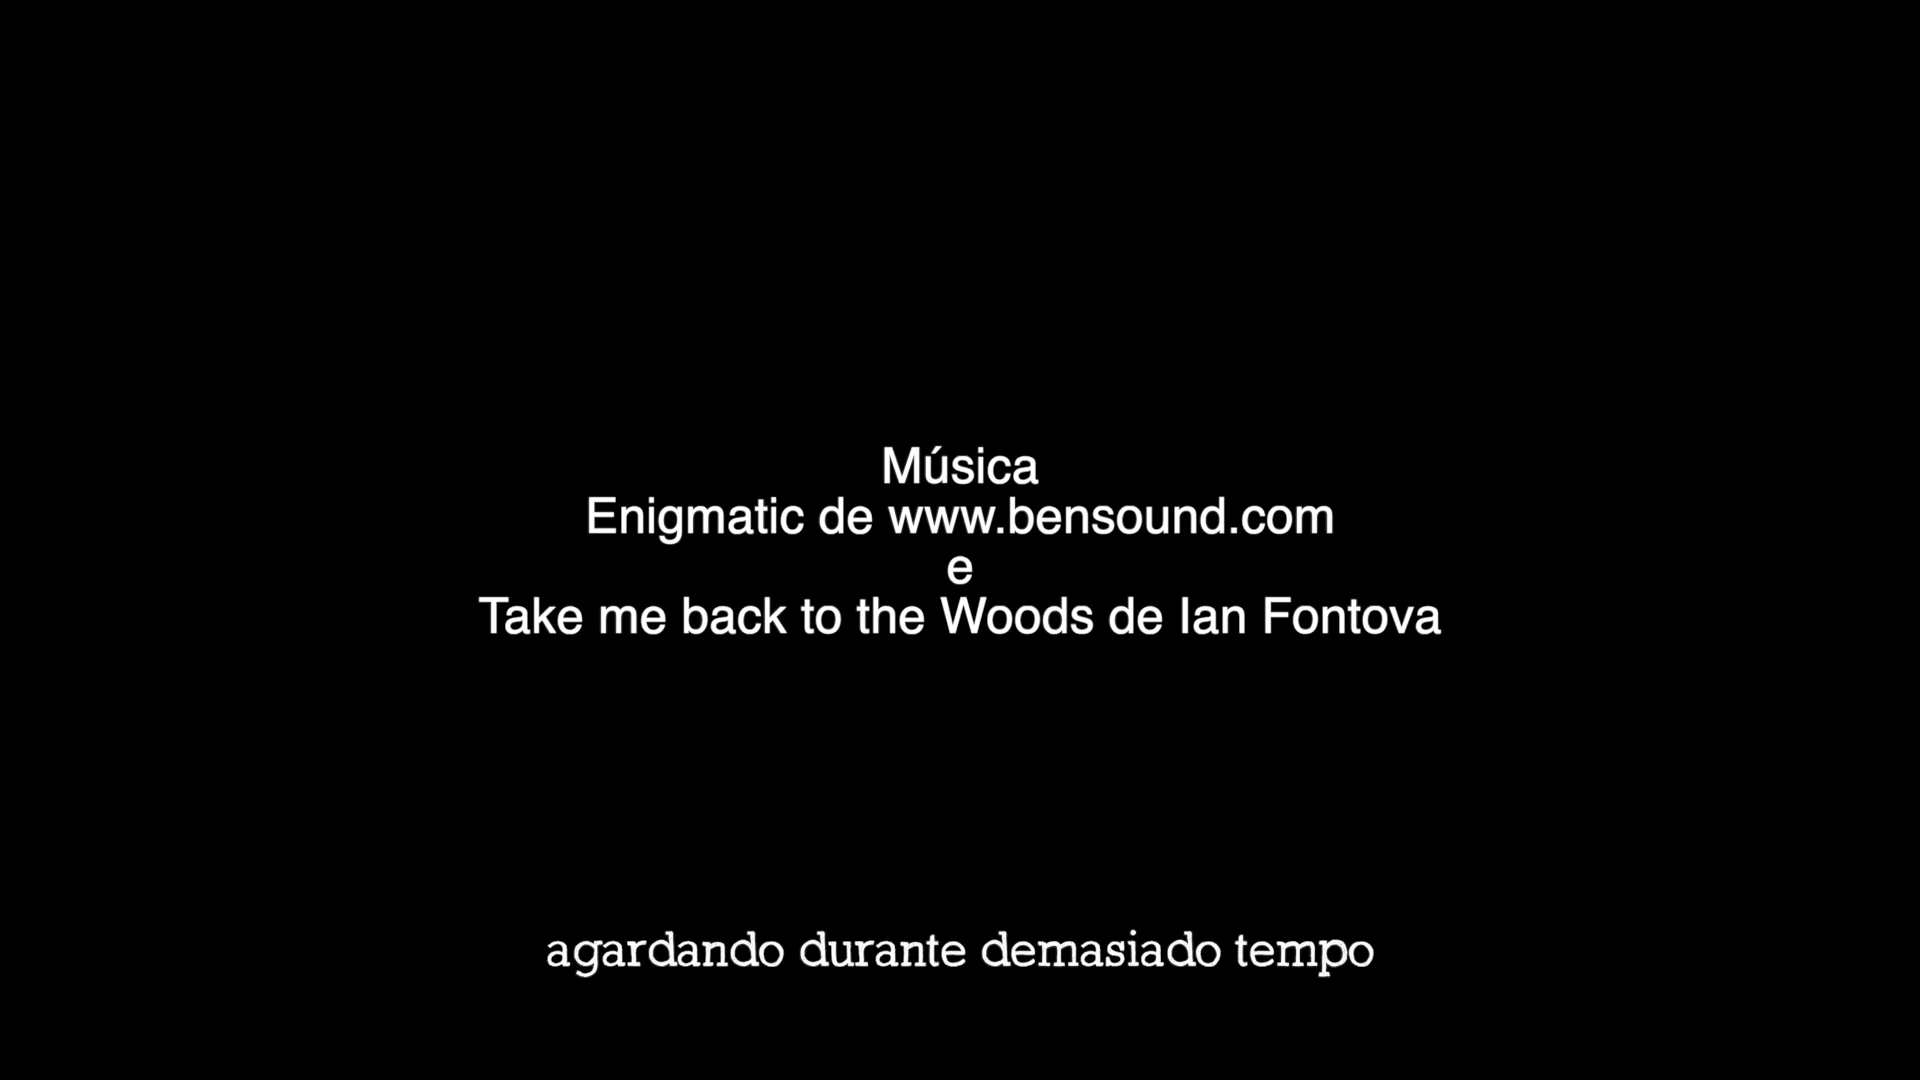 Música
Enigmatic de www.bensound.com
e
Take me back to the Woods de Ian Fontova
agardando durante demasiado tempo